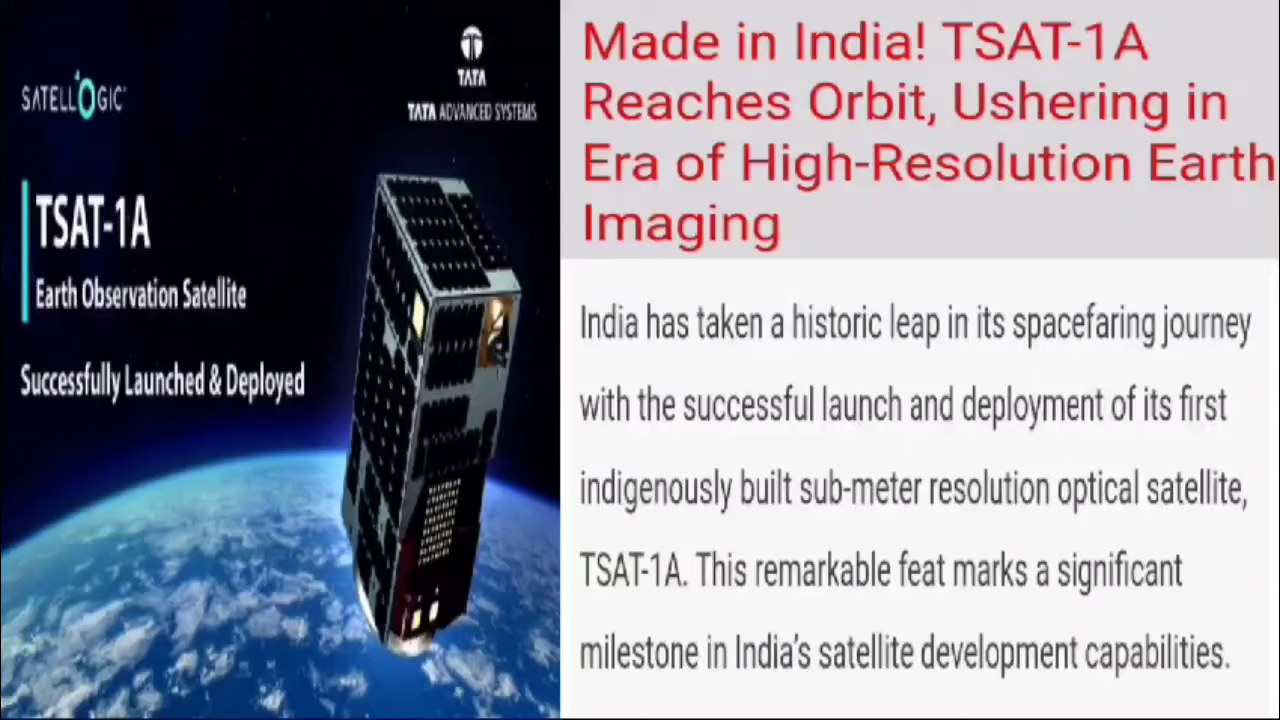 SATELLOGIC
TATA
TATA ADVANCED SYSTEMS
TSAT-1A
Earth Observation Satellite
Successfully Launched & Deployed
Made in India! TSAT-1A
Reaches Orbit, Ushering in
Era of High-Resolution Earth
Imaging
India has taken a historic leap in its spacefaring journey
with the successful launch and deployment of its first
indigenously built sub-meter resolution optical satellite,
TSAT-1A. This remarkable feat marks a significant
milestone in India's satellite development capabilities.